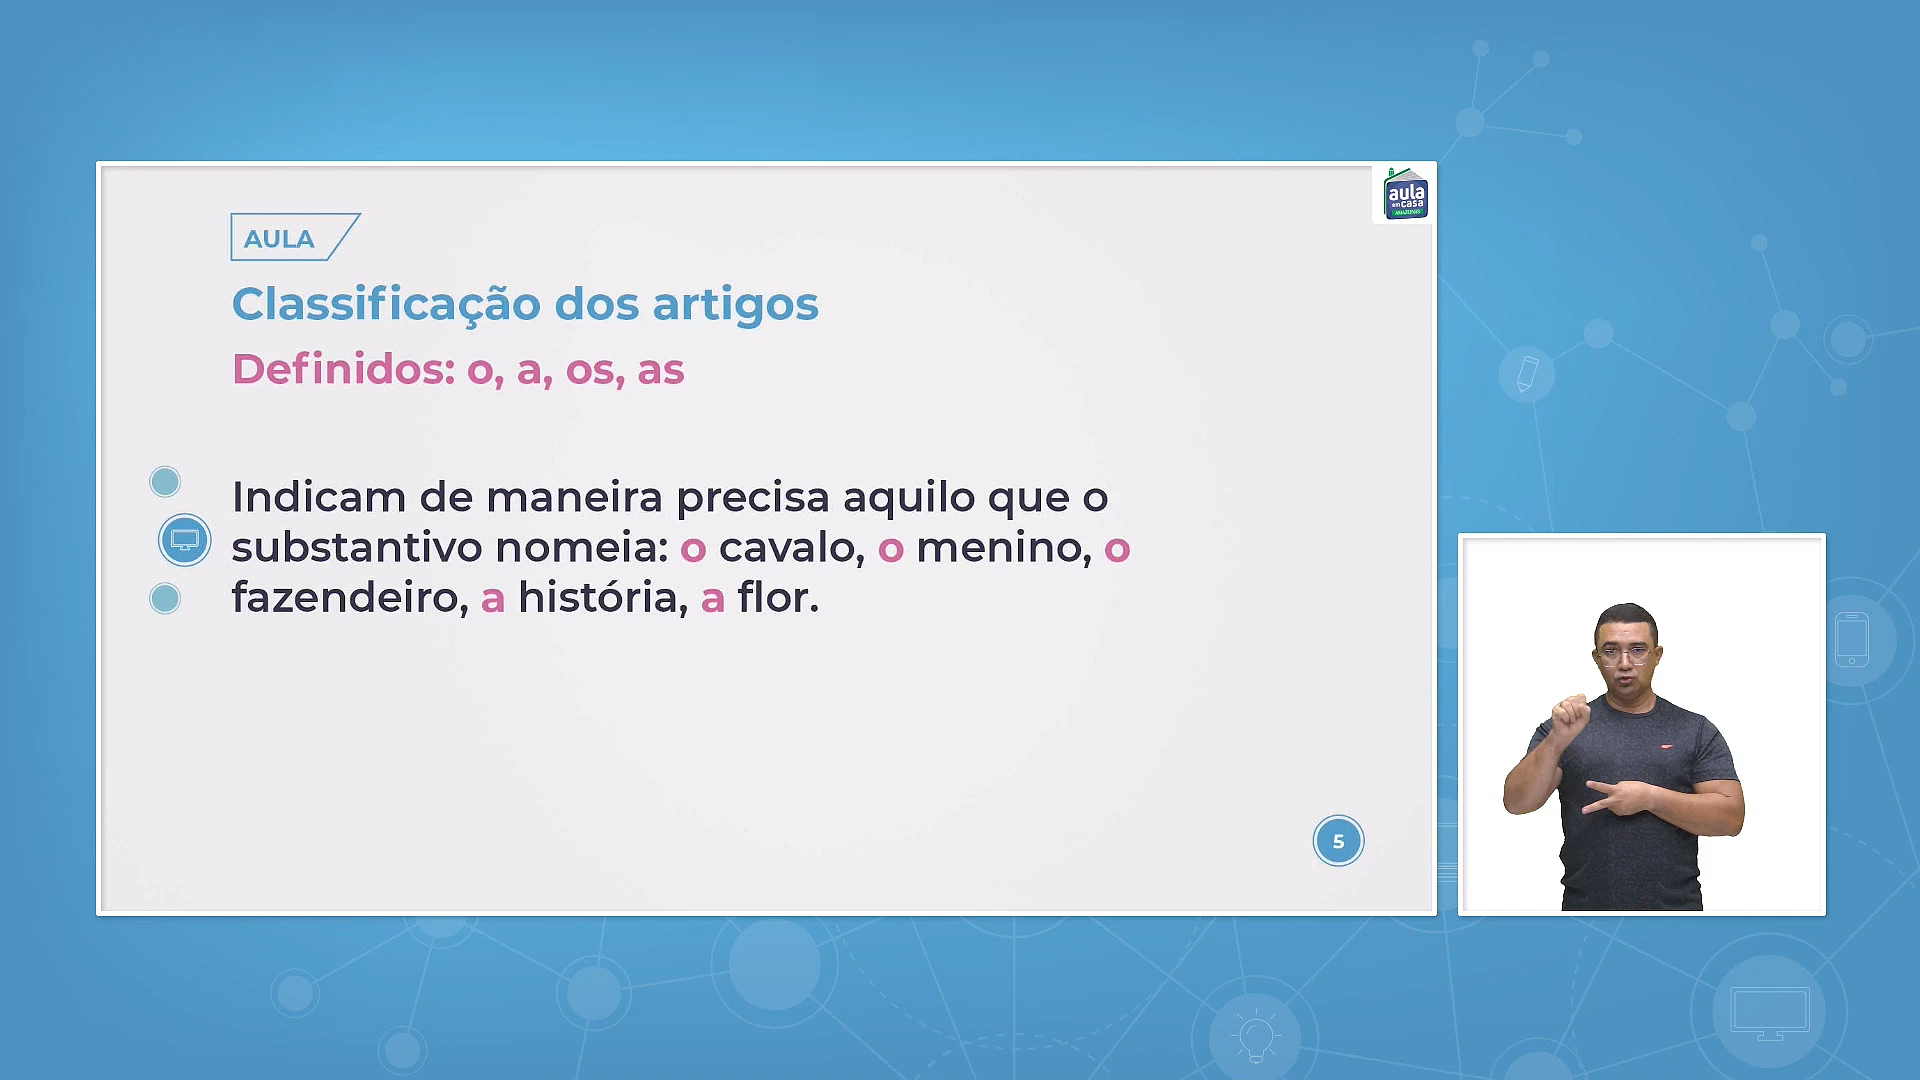 aula
em casa
AMAZONAS
AULA
Classificação dos artigos
Definidos: o, a, os, as
Indicam de maneira precisa aquilo que o
substantivo nomeia: o cavalo, o menino, o
fazendeiro, a história, a flor.
5